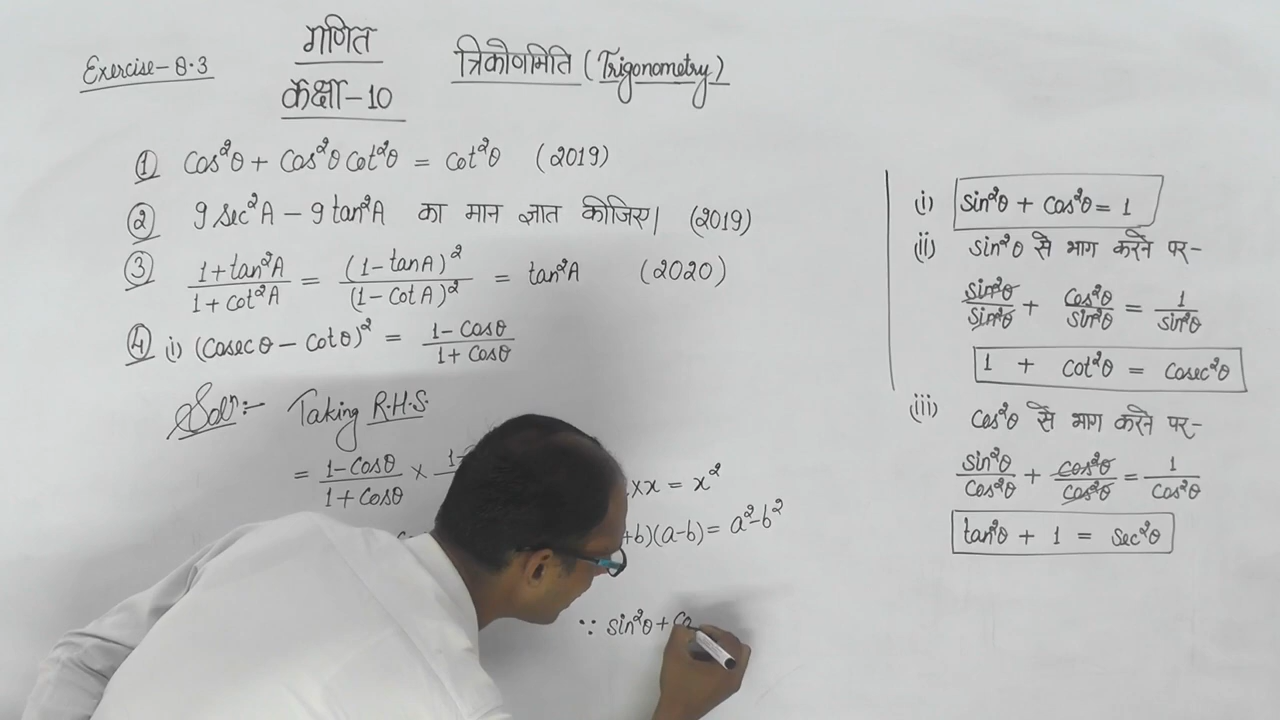 Exercise-8.3
गणित
कक्षा-10
त्रिकोणमिति (Trigonometry)
① Cos²θ + Cos²θ cot²θ = cot²θ (2019)
② 9 sec²A - 9 tan²A का मान ज्ञात कीजिए। (2019)
③ 1+tan²A / 1+cot²A = (1-tanA)² / (1-cotA)² = tan²A (2020)
④ i) (Cosec θ - cotθ)² = 1-Cosθ / 1+Cosθ
Solⁿ:- Taking R.H.S.
= 1-Cosθ / 1+Cosθ ×
x×x = x²
+b)(a-b) = a²-b²
∵ sin²θ +
(i) sin²θ + Cos²θ = 1
(ii) sin²θ से भाग करने पर-
sin²θ / sin²θ + Cos²θ / sin²θ = 1 / sin²θ
1 + cot²θ = Cosec²θ
(iii) Cos²θ से भाग करने पर-
sin²θ / Cos²θ + Cos²θ / Cos²θ = 1 / Cos²θ
tan²θ + 1 = Sec²θ